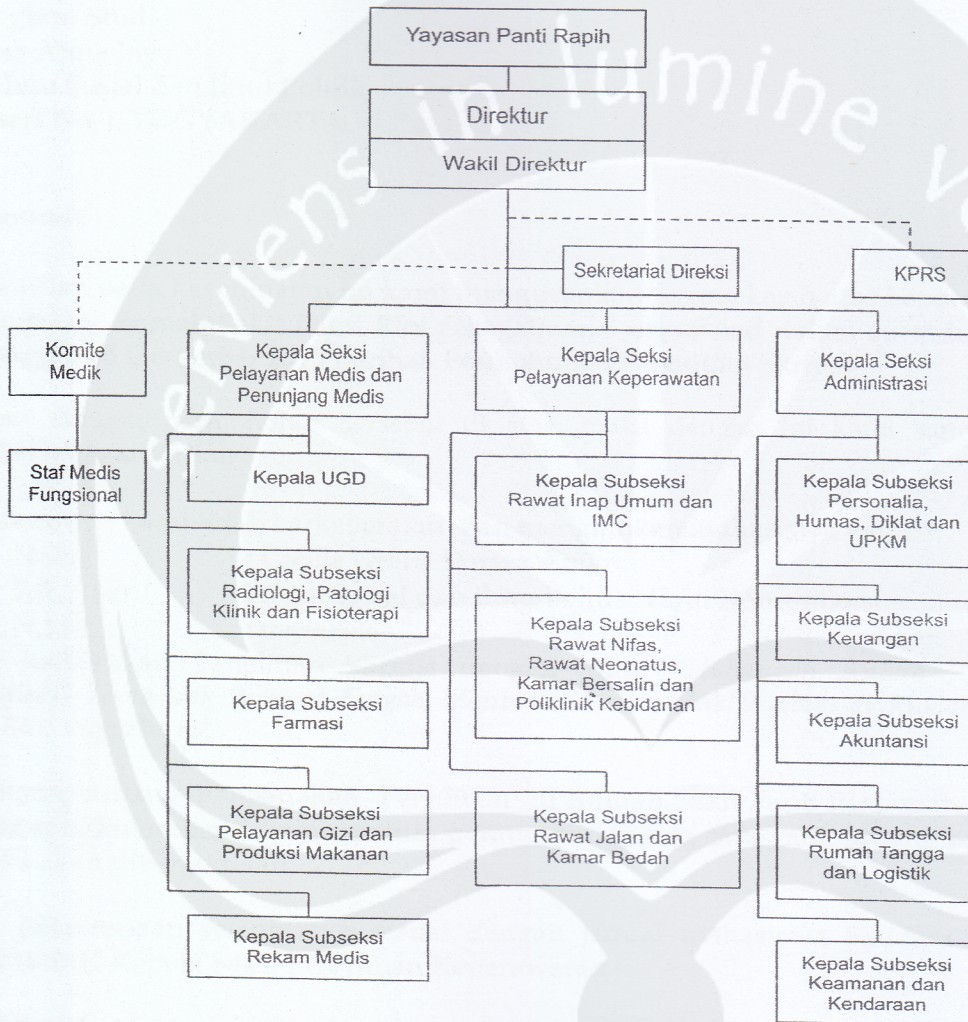 Yayasan Panti Rapih
Direktur
Wakil Direktur
serviens in lumine ve
Sekretariat Direksi
KPRS
Komite
Medik
Kepala Seksi
Pelayanan Medis dan
Penunjang Medis
Kepala Seksi
Pelayanan Keperawatan
Kepala Seksi
Administrasi
Staf Medis
Fungsional
Kepala UGD
Kepala Subseksi
Rawat Inap Umum dan
IMC
Kepala Subseksi
Personalia,
Humas, Diklat dan
UPKM
Kepala Subseksi
Radiologi, Patologi
Klinik dan Fisioterapi
Kepala Subseksi
Rawat Nifas,
Rawat Neonatus,
Kamar Bersalin dan
Poliklinik Kebidanan
Kepala Subseksi
Keuangan
Kepala Subseksi
Farmasi
Kepala Subseksi
Akuntansi
Kepala Subseksi
Pelayanan Gizi dan
Produksi Makanan
Kepala Subseksi
Rawat Jalan dan
Kamar Bedah
Kepala Subseksi
Rumah Tangga
dan Logistik
Kepala Subseksi
Rekam Medis
Kepala Subseksi
Keamanan dan
Kendaraan